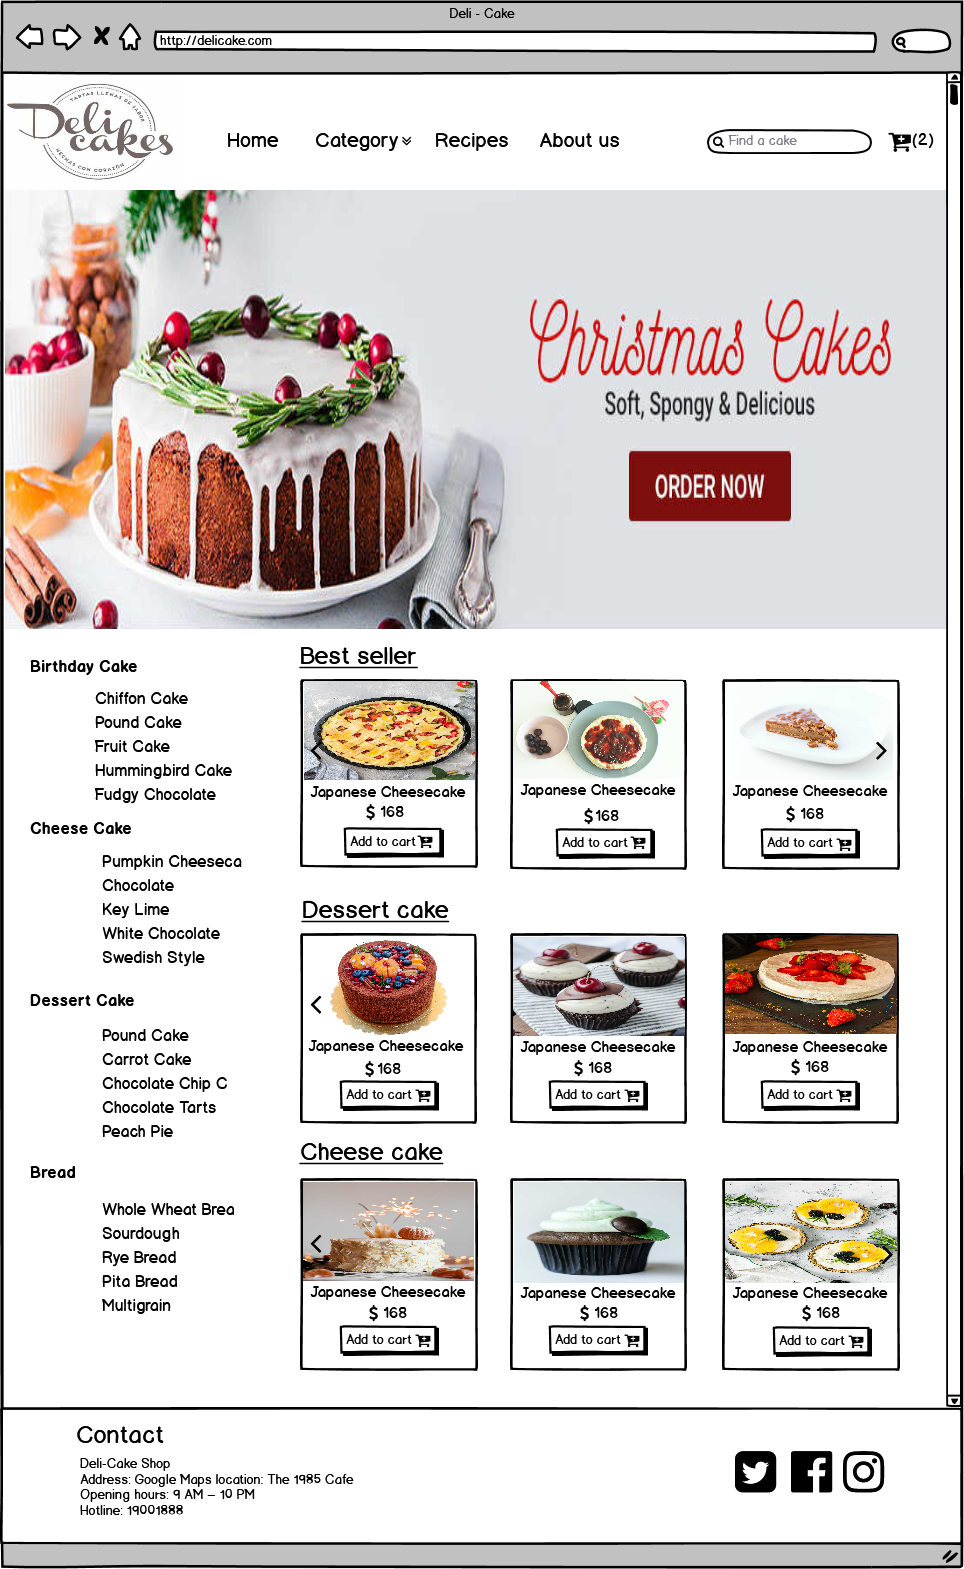 Deli - Cake
http://delicake.com
TARTAS LLENAS DE SABOR
Deli
cakes
HECHAS CON CORAZÓN
Home
Category
Recipes
About us
Find a cake
(2)
Christmas Cakes
Soft, Spongy & Delicious
ORDER NOW
Birthday Cake
Chiffon Cake
Pound Cake
Fruit Cake
Hummingbird Cake
Fudgy Chocolate
Cheese Cake
Pumpkin Cheeseca
Chocolate
Key Lime
White Chocolate
Swedish Style
Dessert Cake
Pound Cake
Carrot Cake
Chocolate Chip C
Chocolate Tarts
Peach Pie
Bread
Whole Wheat Brea
Sourdough
Rye Bread
Pita Bread
Multigrain
Best seller
Japanese Cheesecake
$ 168
Add to cart
Japanese Cheesecake
$ 168
Add to cart
Japanese Cheesecake
$ 168
Add to cart
Dessert cake
Japanese Cheesecake
$ 168
Add to cart
Japanese Cheesecake
$ 168
Add to cart
Japanese Cheesecake
$ 168
Add to cart
Cheese cake
Japanese Cheesecake
$ 168
Add to cart
Japanese Cheesecake
$ 168
Add to cart
Japanese Cheesecake
$ 168
Add to cart
Contact
Deli-Cake Shop
Address: Google Maps location: The 1985 Cafe
Opening hours: 9 AM – 10 PM
Hotline: 19001888